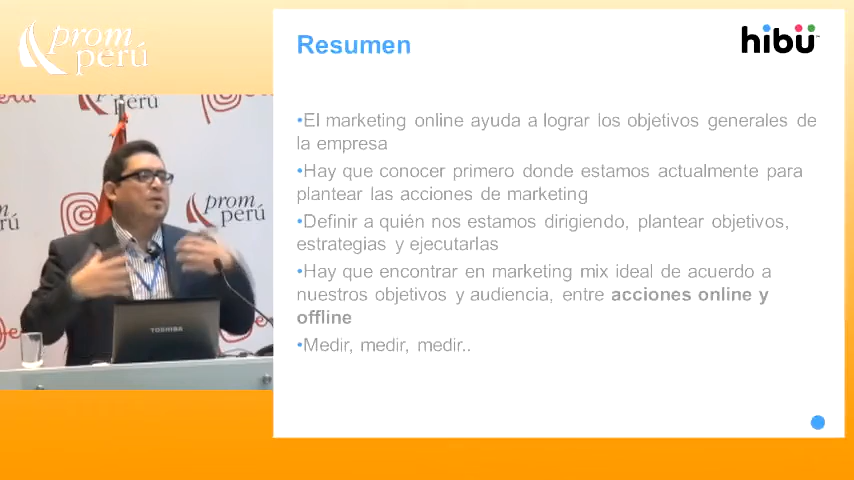 prom
perú
Resumen
hibü
•El marketing online ayuda a lograr los objetivos generales de
la empresa
•Hay que conocer primero donde estamos actualmente para
plantear las acciones de marketing
•Definir a quién nos estamos dirigiendo, plantear objetivos,
estrategias y ejecutarlas
•Hay que encontrar en marketing mix ideal de acuerdo a
nuestros objetivos y audiencia, entre acciones online y
offline
•Medir, medir, medir..
prom
perú
prom
perú
TOSHIBA